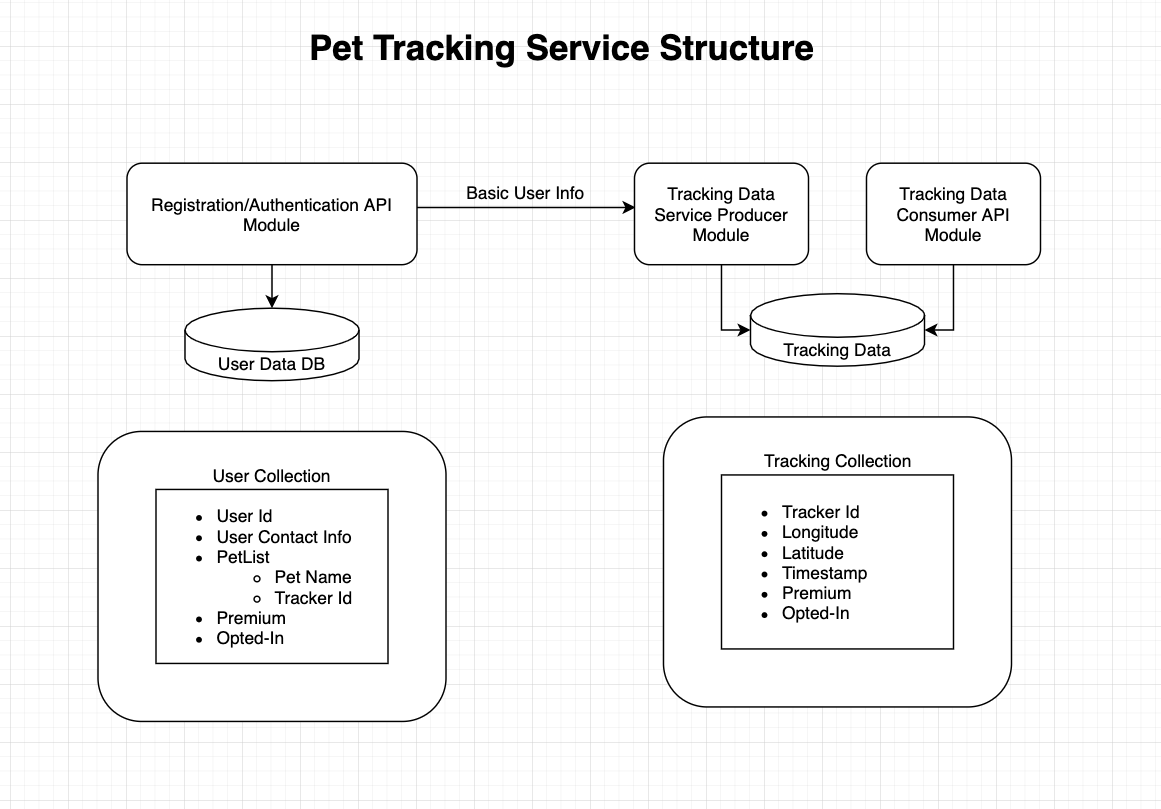 Pet Tracking Service Structure
Registration/Authentication API
Module
Basic User Info
Tracking Data
Service Producer
Module
Tracking Data
Consumer API
Module
User Data DB
Tracking Data
User Collection
• User Id
• User Contact Info
• PetList
○ Pet Name
○ Tracker Id
• Premium
• Opted-In
Tracking Collection
• Tracker Id
• Longitude
• Latitude
• Timestamp
• Premium
• Opted-In